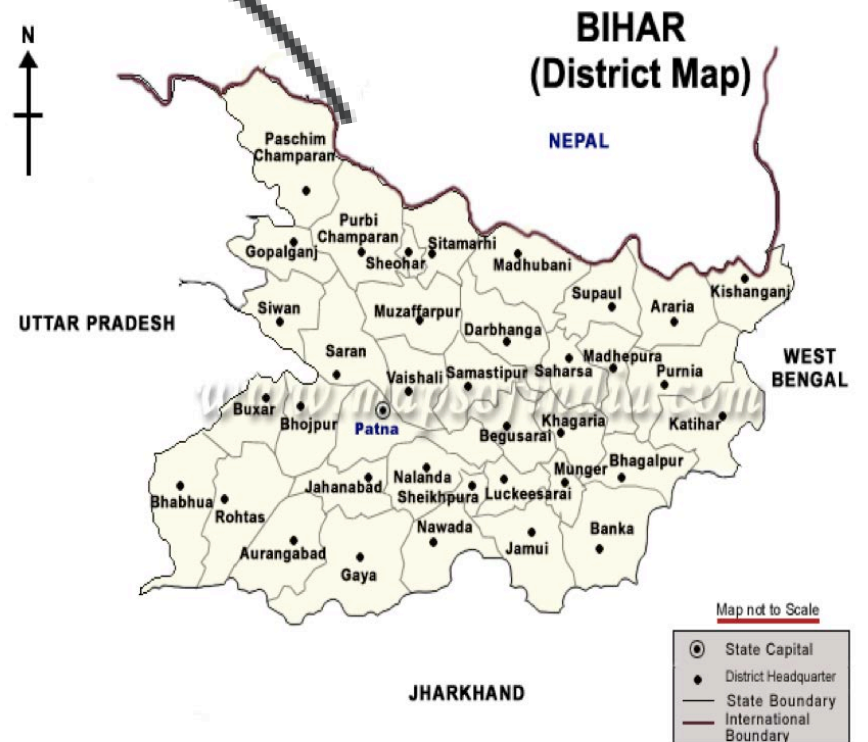 BIHAR
(District Map)
N
NEPAL
Paschim
Champaran
Purbi
Champaran
Gopalganj
Sheohar
Sitamarhi
Madhubani
Kishanganj
Supaul
Araria
Siwan
Muzaffarpur
UTTAR PRADESH
Darbhanga
Saran
Madhepura
WEST
BENGAL
Vaishali
Samastipur
Saharsa
Purnia
www.mapsofindia.com
Buxar
Bhojpur
Patna
Begusarai
Khagaria
Katihar
Bhabhua
Rohtas
Jahanabad
Nalanda
Sheikhpura
Luckeesarai
Munger
Bhagalpur
Aurangabad
Gaya
Nawada
Jamui
Banka
Map not to Scale
State Capital
District Headquarter
State Boundary
International
Boundary
JHARKHAND